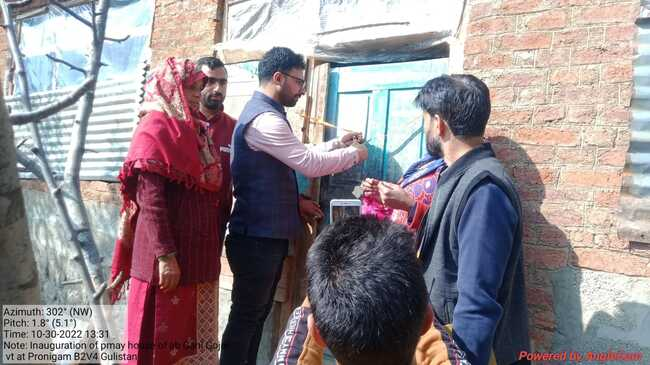 Azimuth: 302° (NW)
Pitch: 1.8° (5.1°)
Time: 10-30-2022 13:31
Note: Inauguration of pmay house of ab Gani Gojar
vt at Pronigam B2V4 Gulistan
Powered by AngleCam